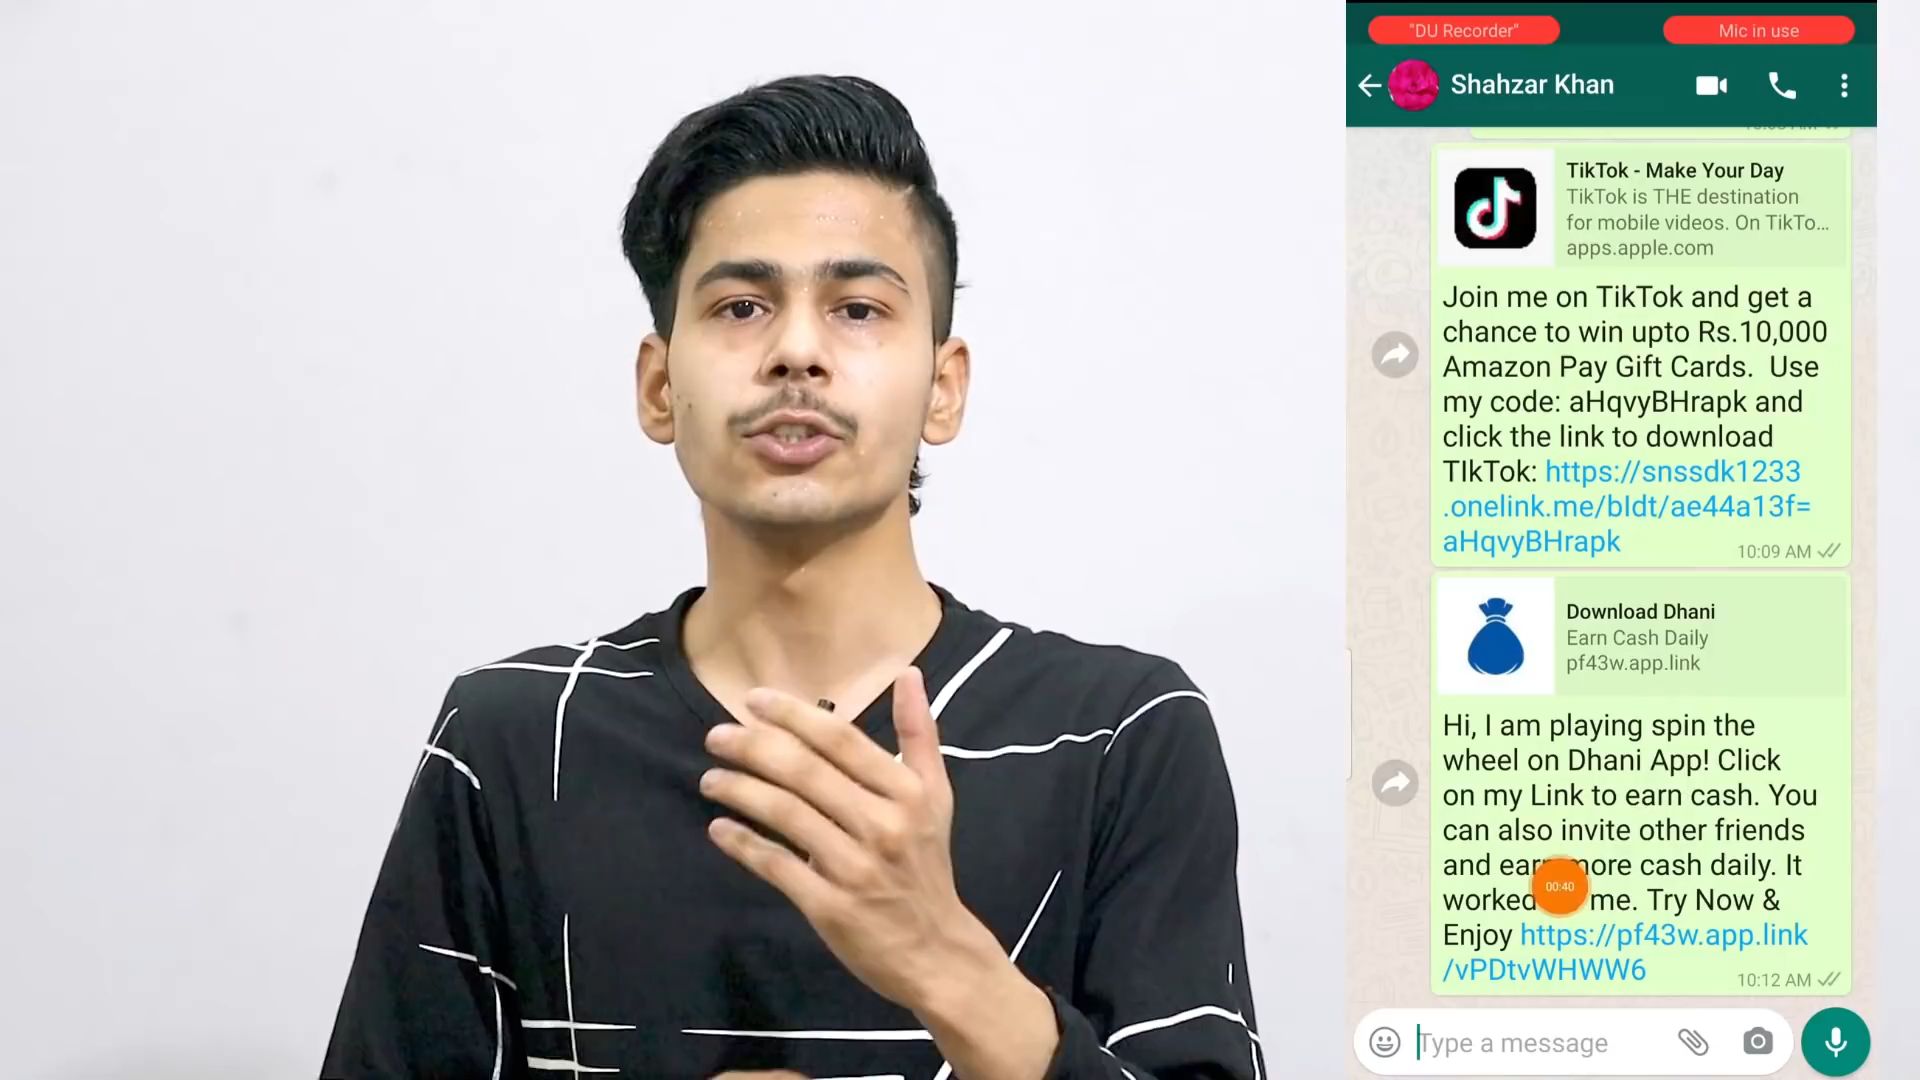 "DU Recorder"
Mic in use
Shahzar Khan
TikTok - Make Your Day
TikTok is THE destination
for mobile videos. On TikTo...
apps.apple.com
Join me on TikTok and get a
chance to win upto Rs.10,000
Amazon Pay Gift Cards.  Use
my code: aHqvyBHrapk and
click the link to download
TIkTok: https://snssdk1233
.onelink.me/bIdt/ae44a13f=
aHqvyBHrapk
10:09 AM
Download Dhani
Earn Cash Daily
pf43w.app.link
Hi, I am playing spin the
wheel on Dhani App! Click
on my Link to earn cash. You
can also invite other friends
and more cash daily. It
00:40
worked me. Try Now &
Enjoy https://pf43w.app.link
/vPDtvWHWW6
10:12 AM
Type a message